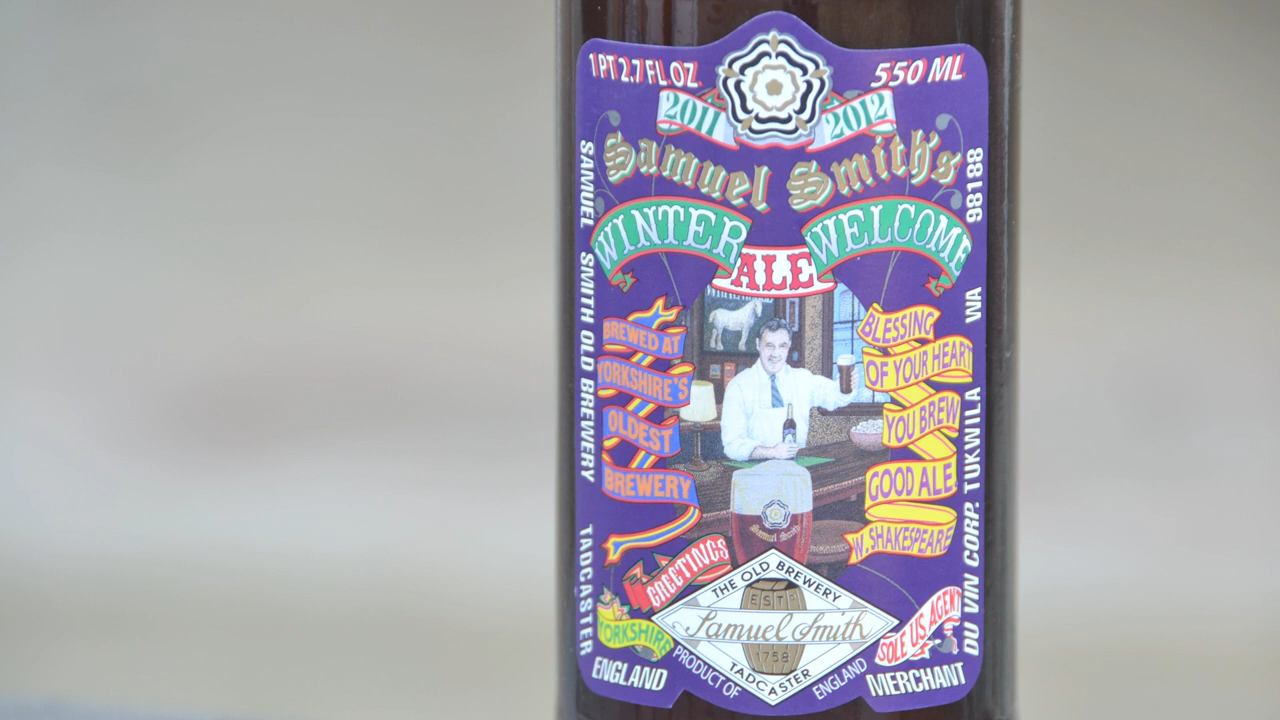 1 PT 2.7 FL. OZ.
550 ML
2011 2012
Samuel Smith's
WINTER WELCOME
ALE
BREWED AT
YORKSHIRE'S
OLDEST
BREWERY
BLESSING
OF YOUR HEART
YOU BREW
GOOD ALE.
W. SHAKESPEARE
Samuel Smith
GREETINGS
YORKSHIRE
THE OLD BREWERY
EST.
Samuel Smith
1758
TADCASTER
SOLE US AGENT
PRODUCT OF ENGLAND
SAMUEL SMITH OLD BREWERY TADCASTER
ENGLAND
MERCHANT
DU VIN CORP. TUKWILA WA 98188